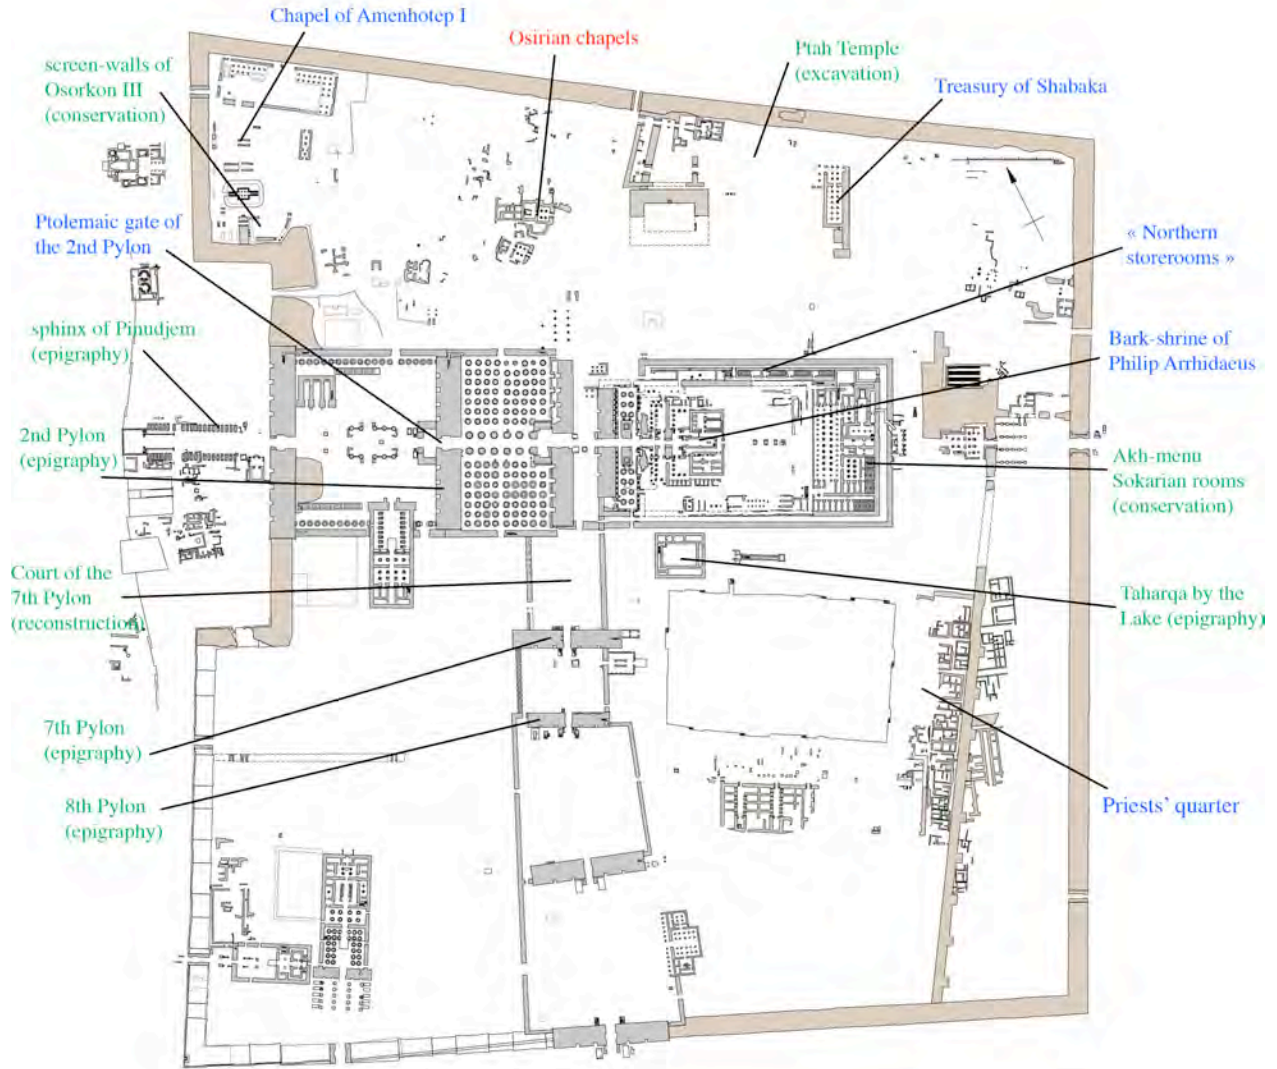 Chapel of Amenhotep I
Osirian chapels
screen-walls of
Osorkon III
(conservation)
Ptah Temple
(excavation)
Treasury of Shabaka
Ptolemaic gate of
the 2nd Pylon
« Northern
storerooms »
sphinx of Pinudjem
(epigraphy)
Bark-shrine of
Philip Arrhidaeus
2nd Pylon
(epigraphy)
Akh-menu
Sokarian rooms
(conservation)
Court of the
7th Pylon
(reconstruction)
Taharqa by the
Lake (epigraphy)
7th Pylon
(epigraphy)
8th Pylon
(epigraphy)
Priests’ quarter